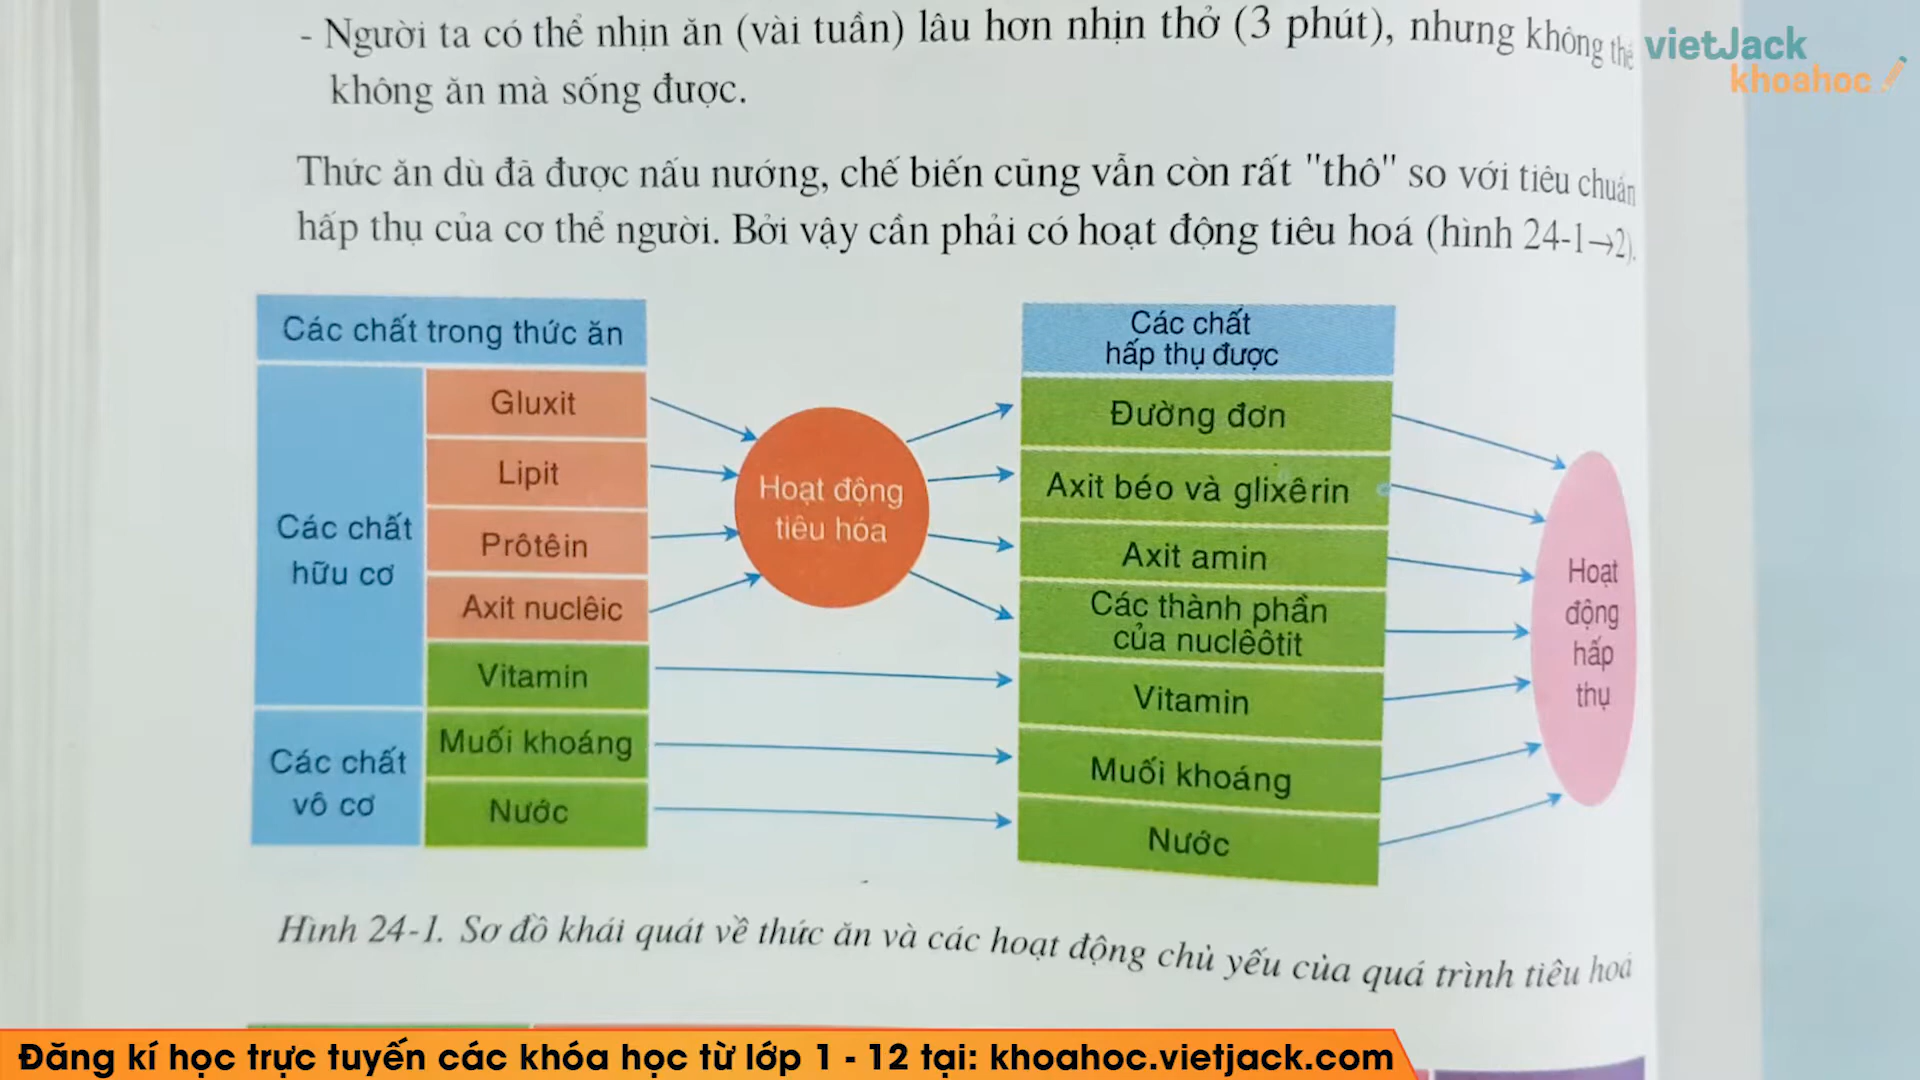 - Người ta có thể nhịn ăn (vài tuần) lâu hơn nhịn thở (3 phút), nhưng không thể
không ăn mà sống được.
vietJack
khoahoc
Thức ăn dù đã được nấu nướng, chế biến cũng vẫn còn rất "thô" so với tiêu chuẩn
hấp thụ của cơ thể người. Bởi vậy cần phải có hoạt động tiêu hoá (hình 24-1→2).
Các chất trong thức ăn
Các chất
hữu cơ
Gluxit
Lipit
Prôtêin
Axit nuclêic
Vitamin
Các chất
vô cơ
Muối khoáng
Nước
Hoạt động
tiêu hóa
Các chất
hấp thụ được
Đường đơn
Axit béo và glixêrin
Axit amin
Các thành phần
của nuclêôtit
Vitamin
Muối khoáng
Nước
Hoạt
động
hấp
thụ
Hình 24-1. Sơ đồ khái quát về thức ăn và các hoạt động chủ yếu của quá trình tiêu hoá
Đăng kí học trực tuyến các khóa học từ lớp 1 - 12 tại: khoahoc.vietjack.com